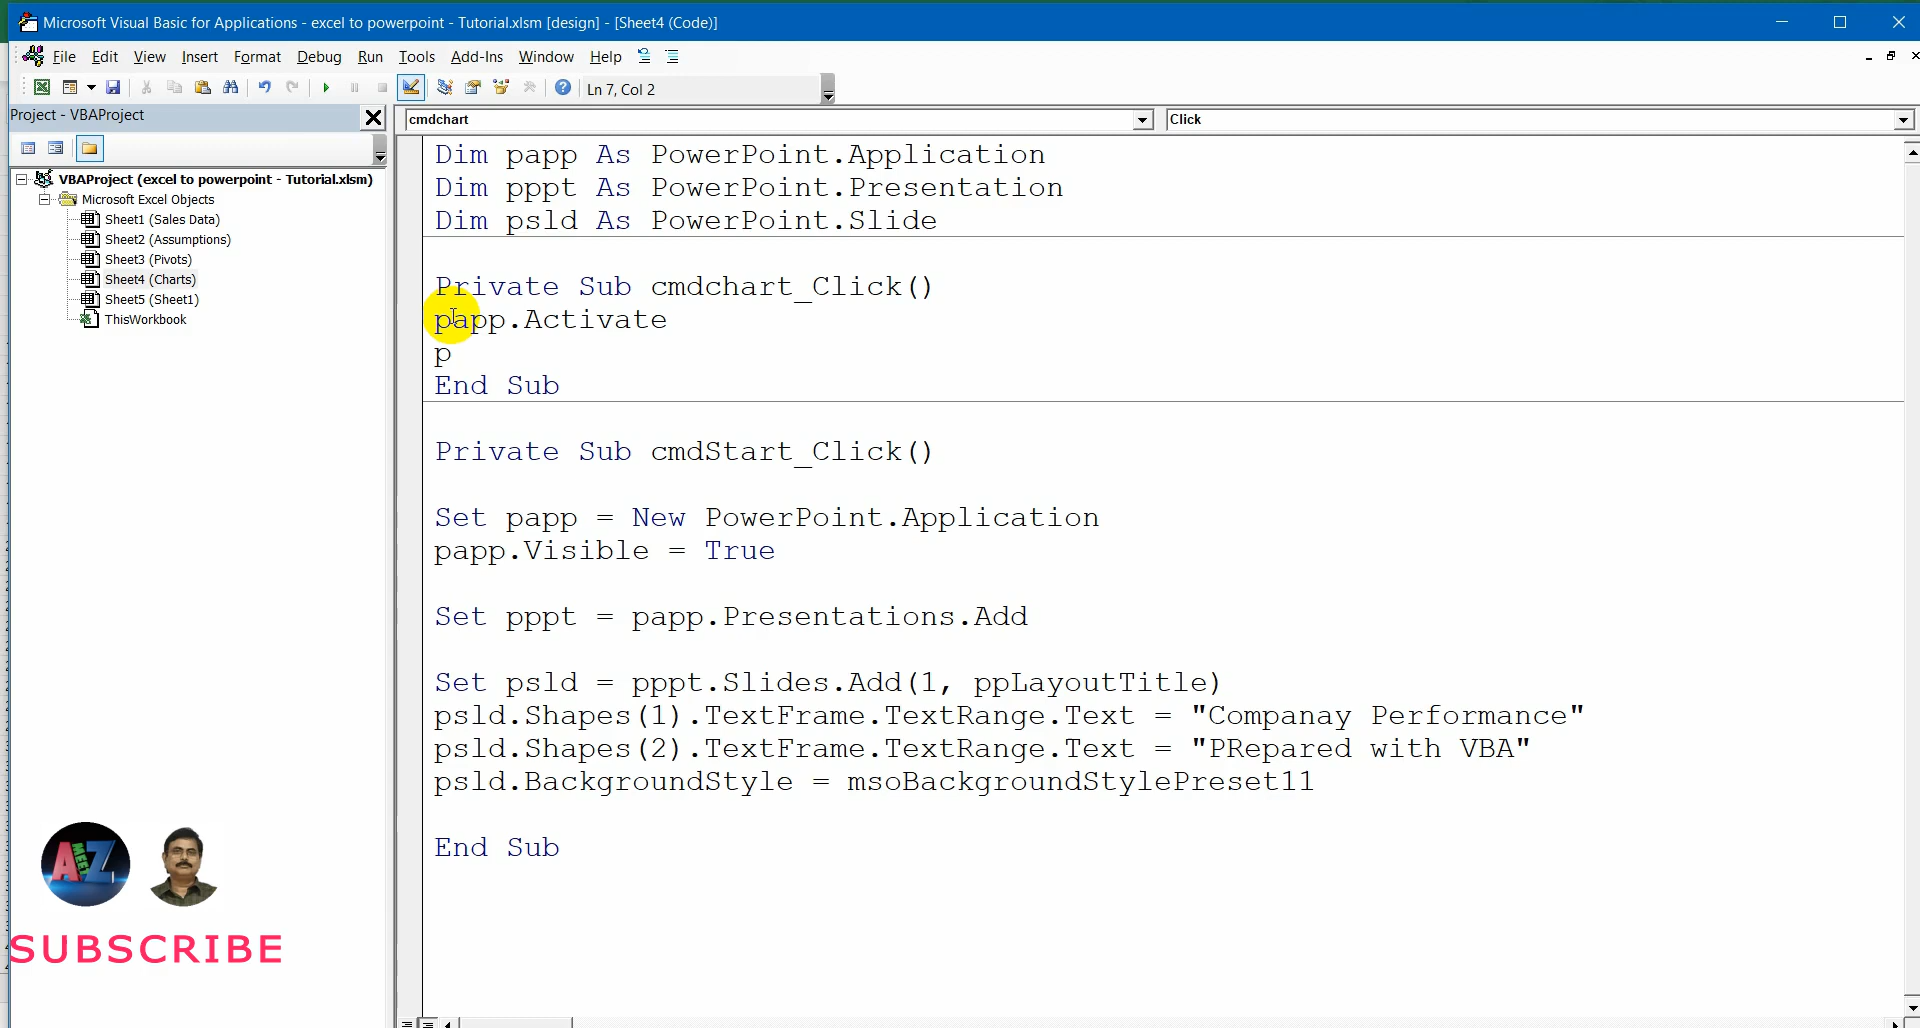 Microsoft Visual Basic for Applications - excel to powerpoint - Tutorial.xlsm [design] - [Sheet4 (Code)]
File Edit View Insert Format Debug Run Tools Add-Ins Window Help
Ln 7, Col 2
Project - VBAProject
cmdchart
Click
VBAProject (excel to powerpoint - Tutorial.xlsm)
Microsoft Excel Objects
Sheet1 (Sales Data)
Sheet2 (Assumptions)
Sheet3 (Pivots)
Sheet4 (Charts)
Sheet5 (Sheet1)
ThisWorkbook
Dim papp As PowerPoint.Application
Dim pppt As PowerPoint.Presentation
Dim psld As PowerPoint.Slide
Private Sub cmdchart_Click()
papp.Activate
p
End Sub
Private Sub cmdStart_Click()
Set papp = New PowerPoint.Application
papp.Visible = True
Set pppt = papp.Presentations.Add
Set psld = pppt.Slides.Add(1, ppLayoutTitle)
psld.Shapes(1).TextFrame.TextRange.Text = "Companay Performance"
psld.Shapes(2).TextFrame.TextRange.Text = "PRepared with VBA"
psld.BackgroundStyle = msoBackgroundStylePreset11
End Sub
A MEET Z
SUBSCRIBE